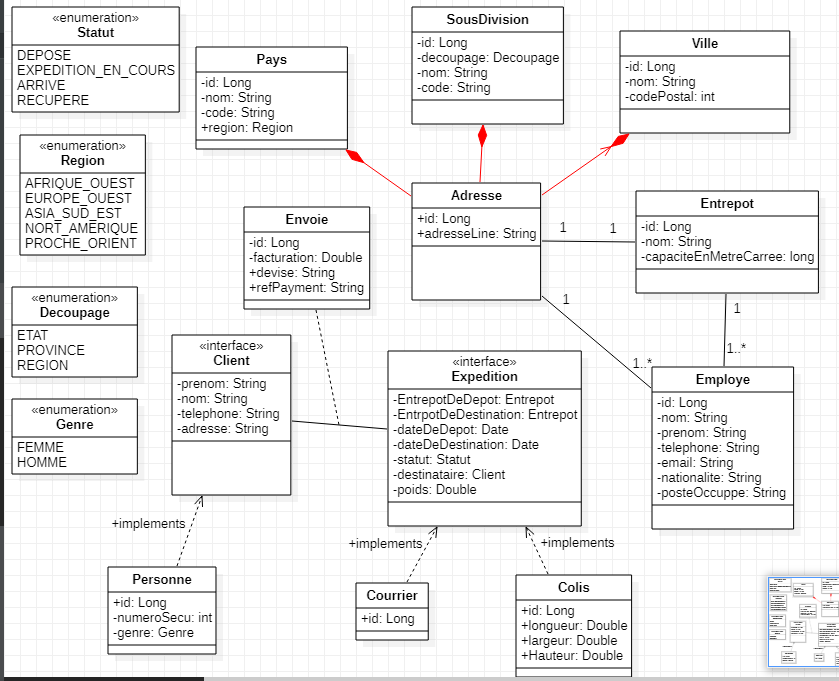 «enumeration»
Statut
DEPOSE
EXPEDITION_EN_COURS
ARRIVE
RECUPERE
Pays
-id: Long
-nom: String
-code: String
+region: Region
SousDivision
-id: Long
-decoupage: Decoupage
-nom: String
-code: String
Ville
-id: Long
-nom: String
-codePostal: int
«enumeration»
Region
AFRIQUE_OUEST
EUROPE_OUEST
ASIA_SUD_EST
NORT_AMERIQUE
PROCHE_ORIENT
Envoie
-id: Long
-facturation: Double
+devise: String
+refPayment: String
Adresse
+id: Long
+adresseLine: String
1
1
Entrepot
-id: Long
-nom: String
-capaciteEnMetreCarree: long
1
1..*
1
1..*
«enumeration»
Decoupage
ETAT
PROVINCE
REGION
«interface»
Client
-prenom: String
-nom: String
-telephone: String
-adresse: String
«interface»
Expedition
-EntrepotDeDepot: Entrepot
-EntrpotDeDestination: Entrepot
-dateDeDepot: Date
-dateDeDestination: Date
-statut: Statut
-destinataire: Client
-poids: Double
Employe
-id: Long
-nom: String
-prenom: String
-telephone: String
-email: String
-nationalite: String
-posteOccuppe: String
«enumeration»
Genre
FEMME
HOMME
+implements
+implements
+implements
Personne
+id: Long
-numeroSecu: int
-genre: Genre
Courrier
+id: Long
Colis
+id: Long
+longueur: Double
+largeur: Double
+Hauteur: Double